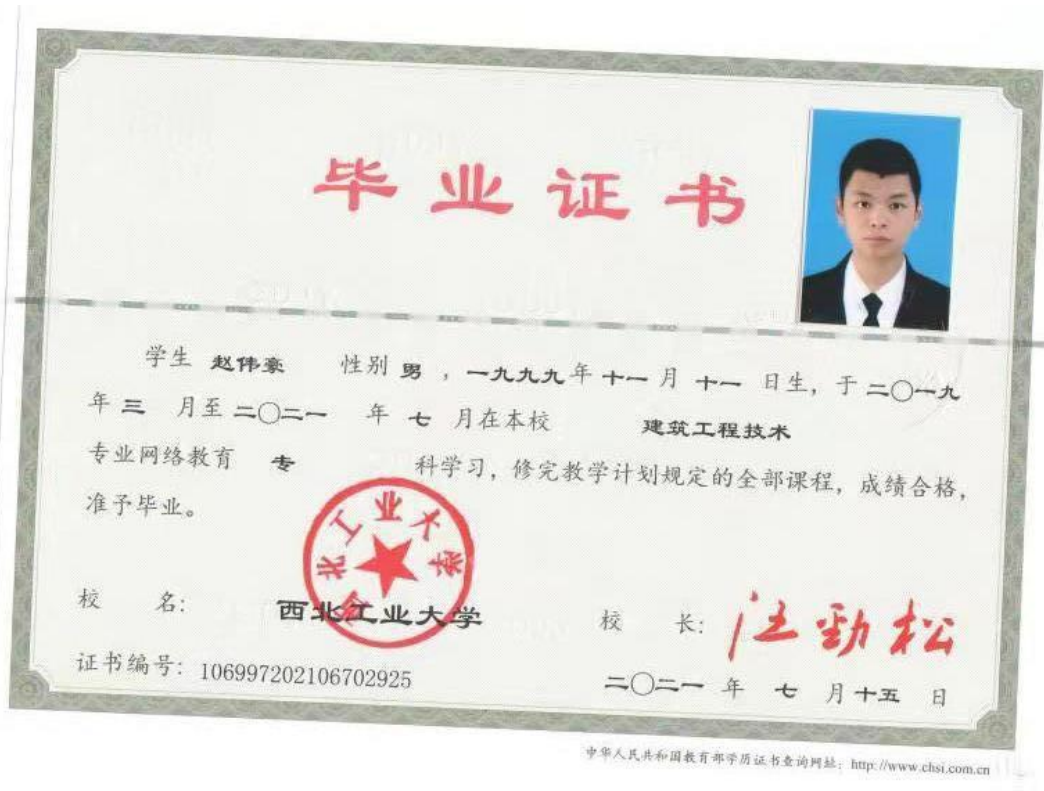 毕业证书
学生 赵伟豪 性别 男 ，一九九九年 十一 月 十一 日生，于 二〇一九
年 三 月至 二〇二一 年 七 月在本校 建筑工程技术
专业网络教育 专 科学习，修完教学计划规定的全部课程，成绩合格，
准予毕业。
西北工业大学
校 名: 西北工业大学 校 长: 汪劲松
证书编号: 106997202106702925 二〇二一 年 七 月 十五 日
中华人民共和国教育部学历证书查询网址: http://www.chsi.com.cn